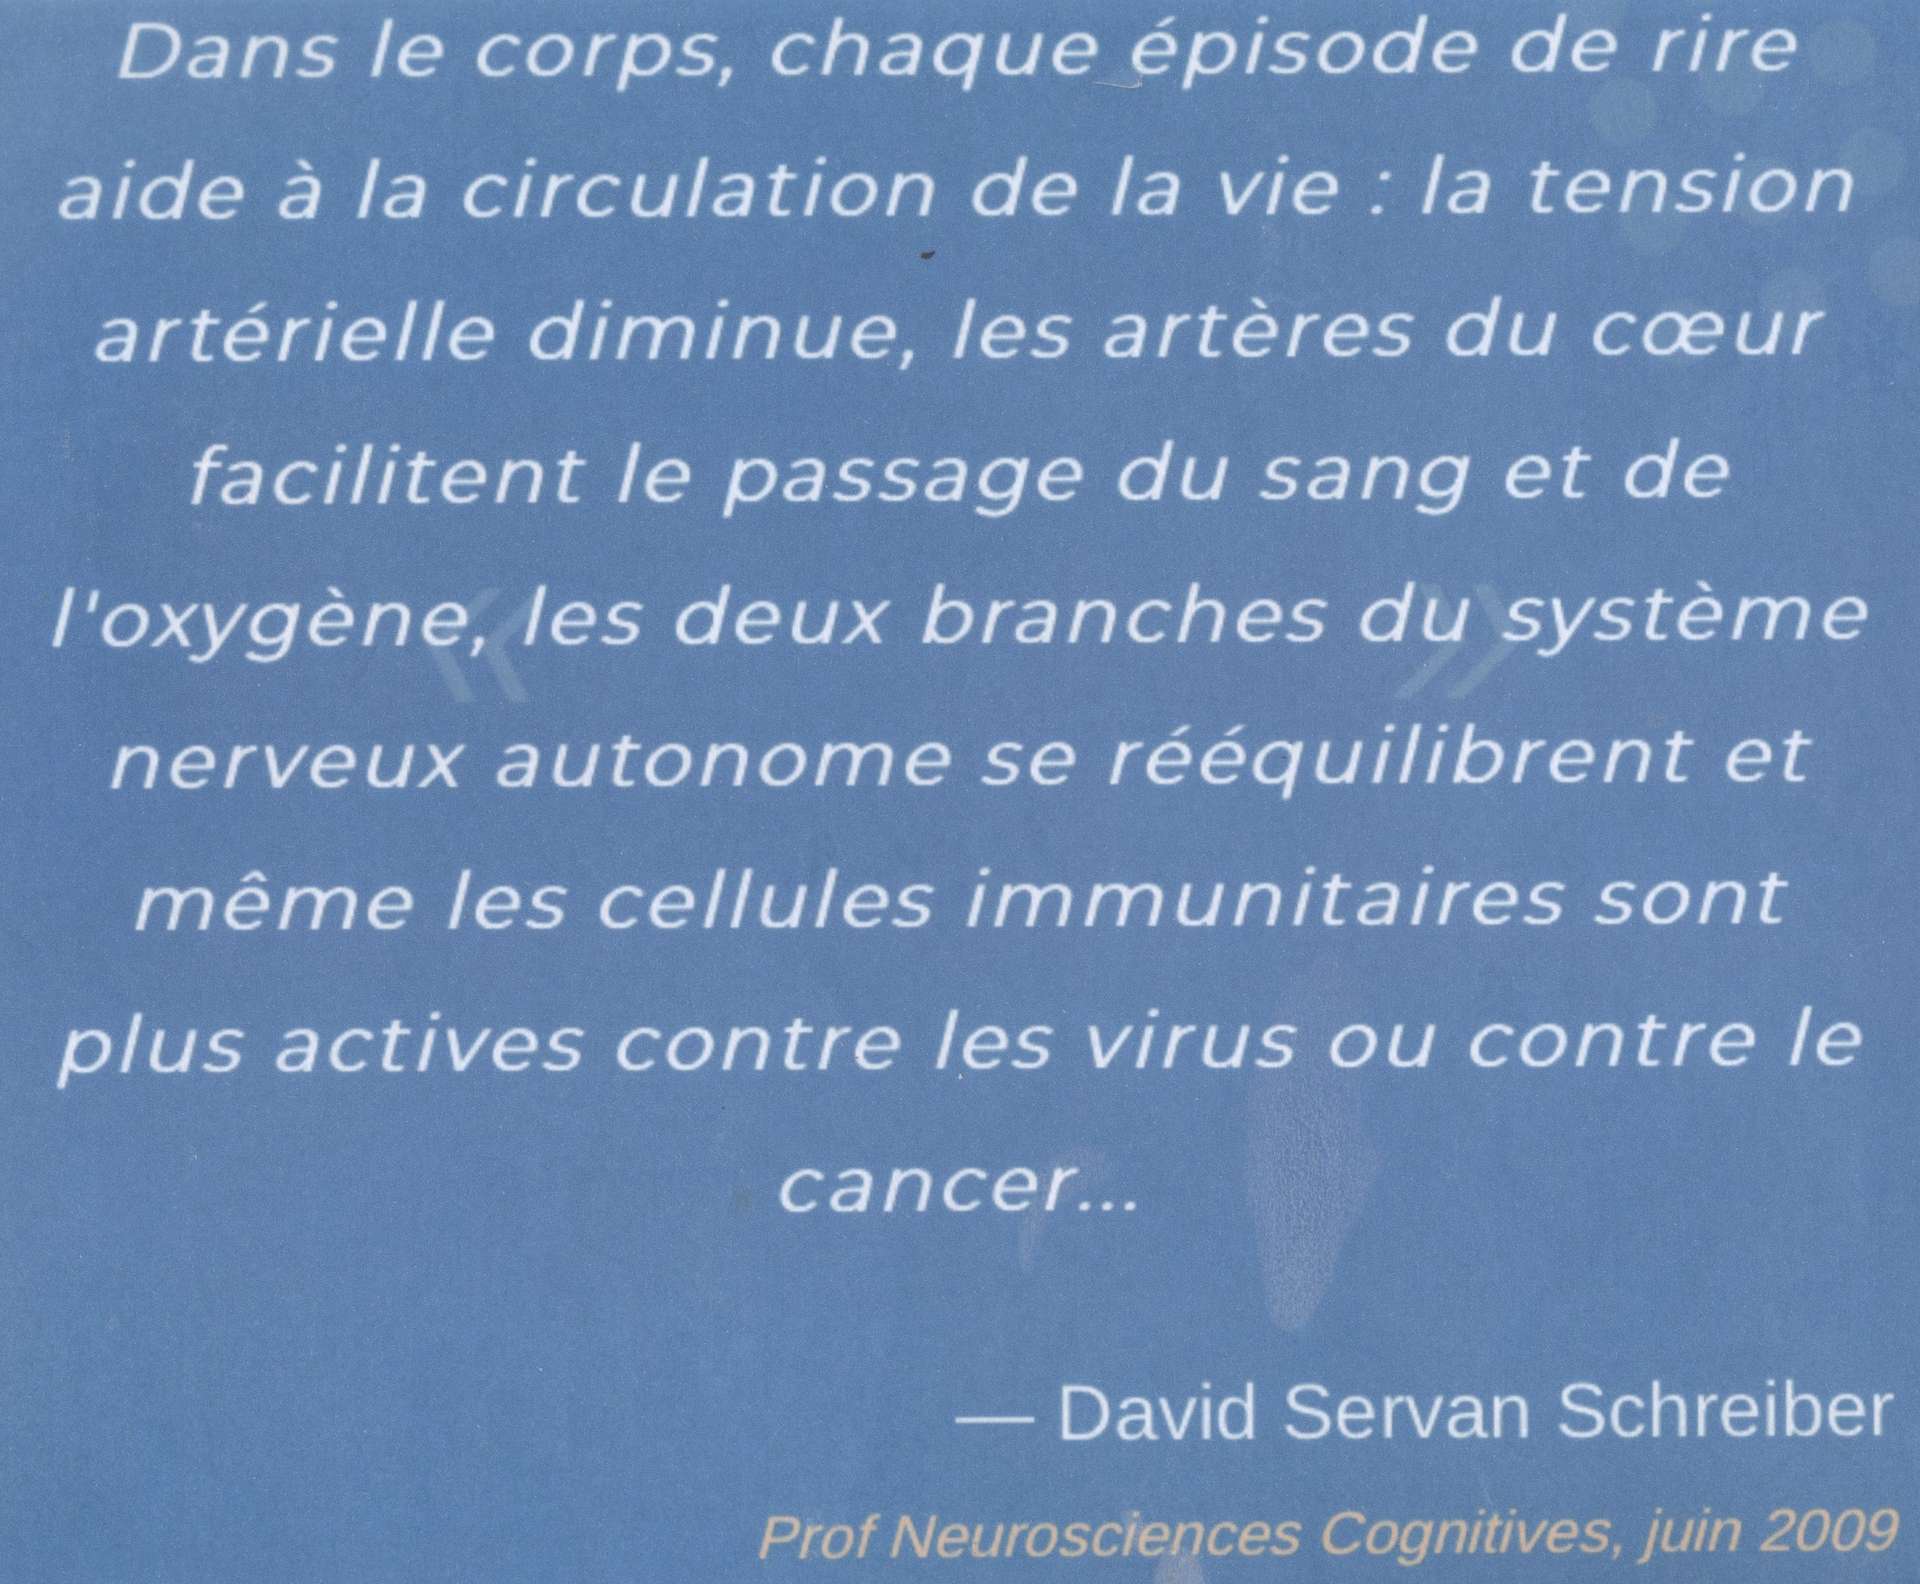 Dans le corps, chaque épisode de rire
aide à la circulation de la vie : la tension
artérielle diminue, les artères du cœur
facilitent le passage du sang et de
l'oxygène, les deux branches du système
nerveux autonome se rééquilibrent et
même les cellules immunitaires sont
plus actives contre les virus ou contre le
cancer...
— David Servan Schreiber
Prof Neurosciences Cognitives, juin 2009